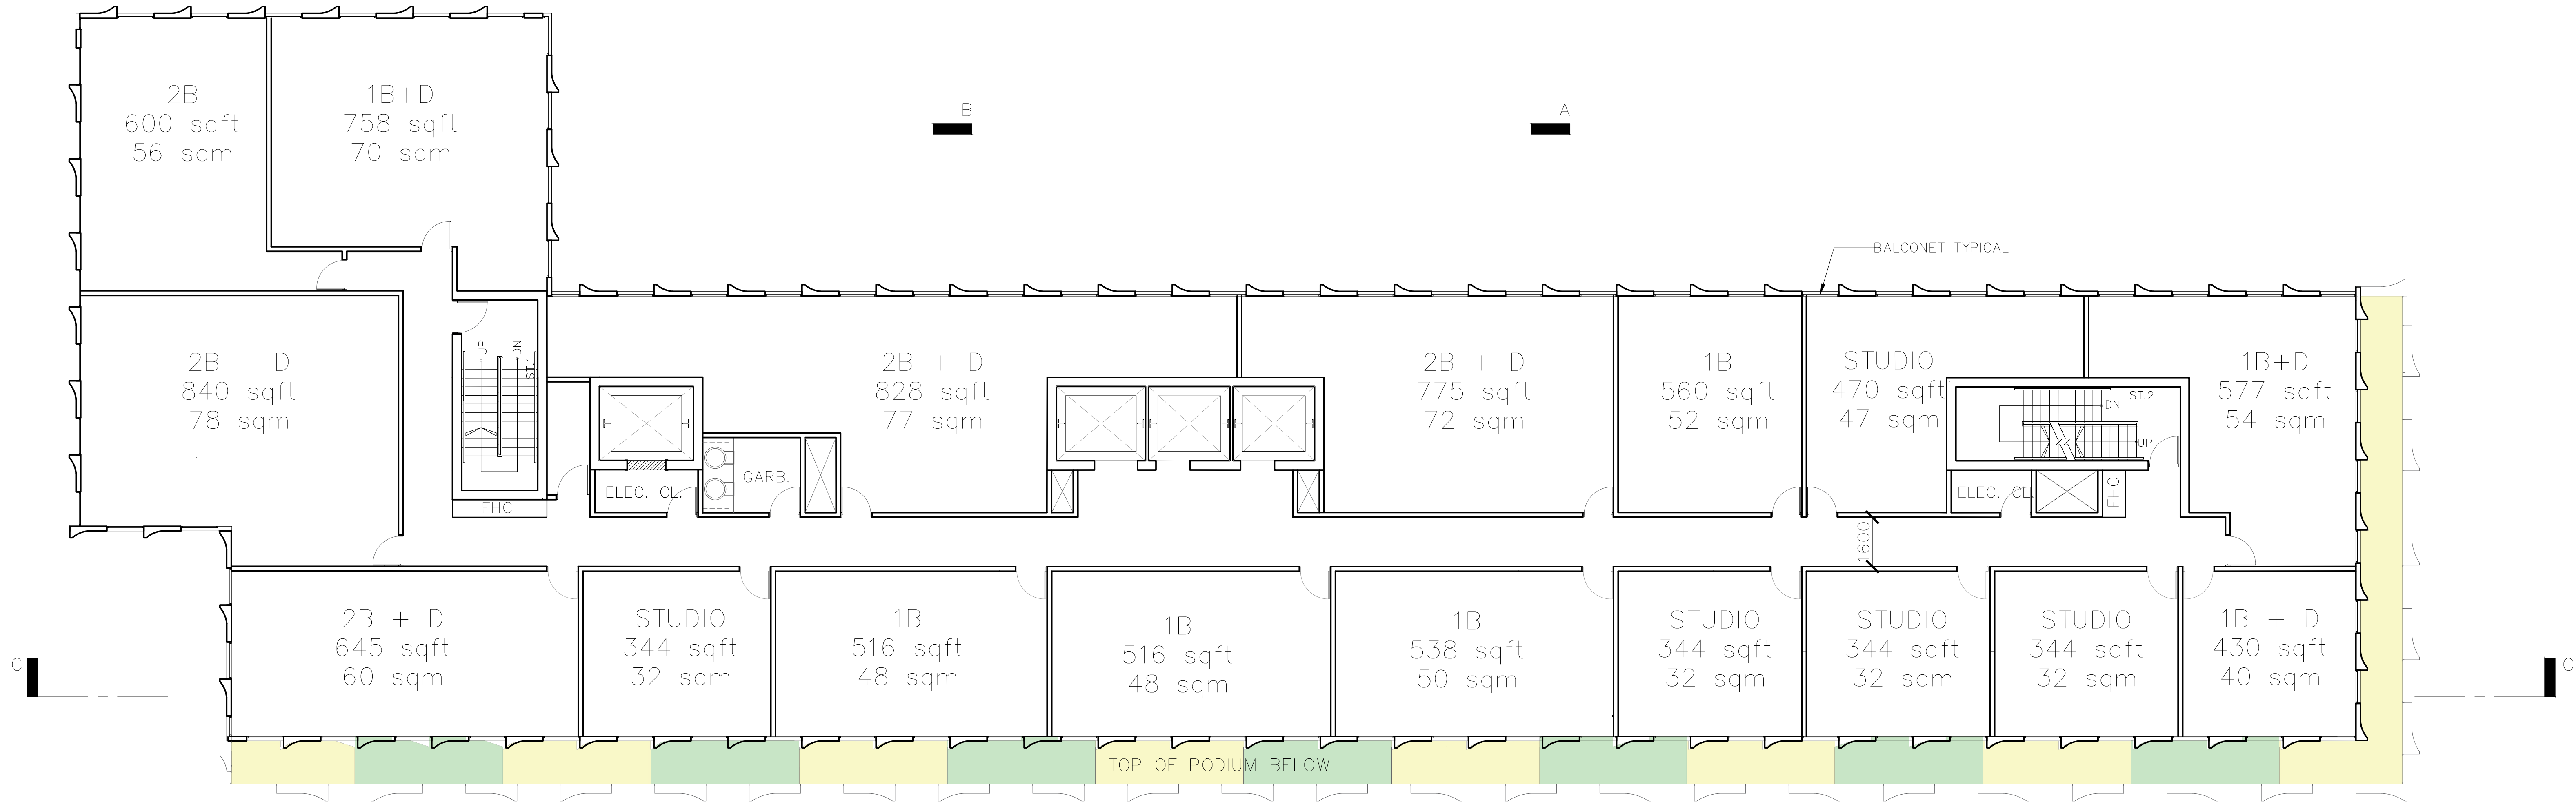 2B
600 sqft
56 sqm
1B+D
758 sqft
70 sqm
B
A
BALCONET TYPICAL
2B + D
840 sqft
78 sqm
UP
DN
ST.1
FHC
ELEC. CL.
GARB.
2B + D
828 sqft
77 sqm
2B + D
775 sqft
72 sqm
1B
560 sqft
52 sqm
STUDIO
470 sqft
47 sqm
ST.2
DN
UP
ELEC. CL.
FHC
1B+D
577 sqft
54 sqm
1600
2B + D
645 sqft
60 sqm
STUDIO
344 sqft
32 sqm
1B
516 sqft
48 sqm
1B
516 sqft
48 sqm
1B
538 sqft
50 sqm
STUDIO
344 sqft
32 sqm
STUDIO
344 sqft
32 sqm
STUDIO
344 sqft
32 sqm
1B + D
430 sqft
40 sqm
C
C
TOP OF PODIUM BELOW